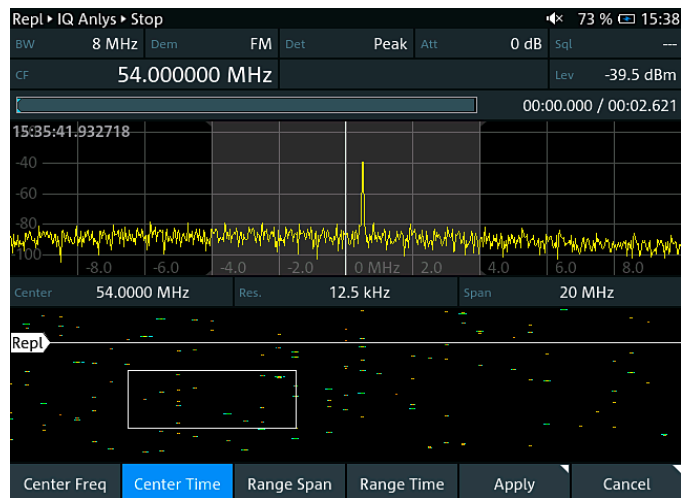 Repl ▸ IQ Anlys ▸ Stop 73 % 15:38
BW 8 MHz Dem FM Det Peak Att 0 dB Sql ---
CF 54.000000 MHz Lev -39.5 dBm
00:00.000 / 00:02.621
15:35:41.932718
-40
-60
-80
-100
-8.0 -6.0 -4.0 -2.0 0 MHz 2.0 4.0 6.0 8.0
Center 54.0000 MHz Res. 12.5 kHz Span 20 MHz
Repl
Center Freq Center Time Range Span Range Time Apply Cancel